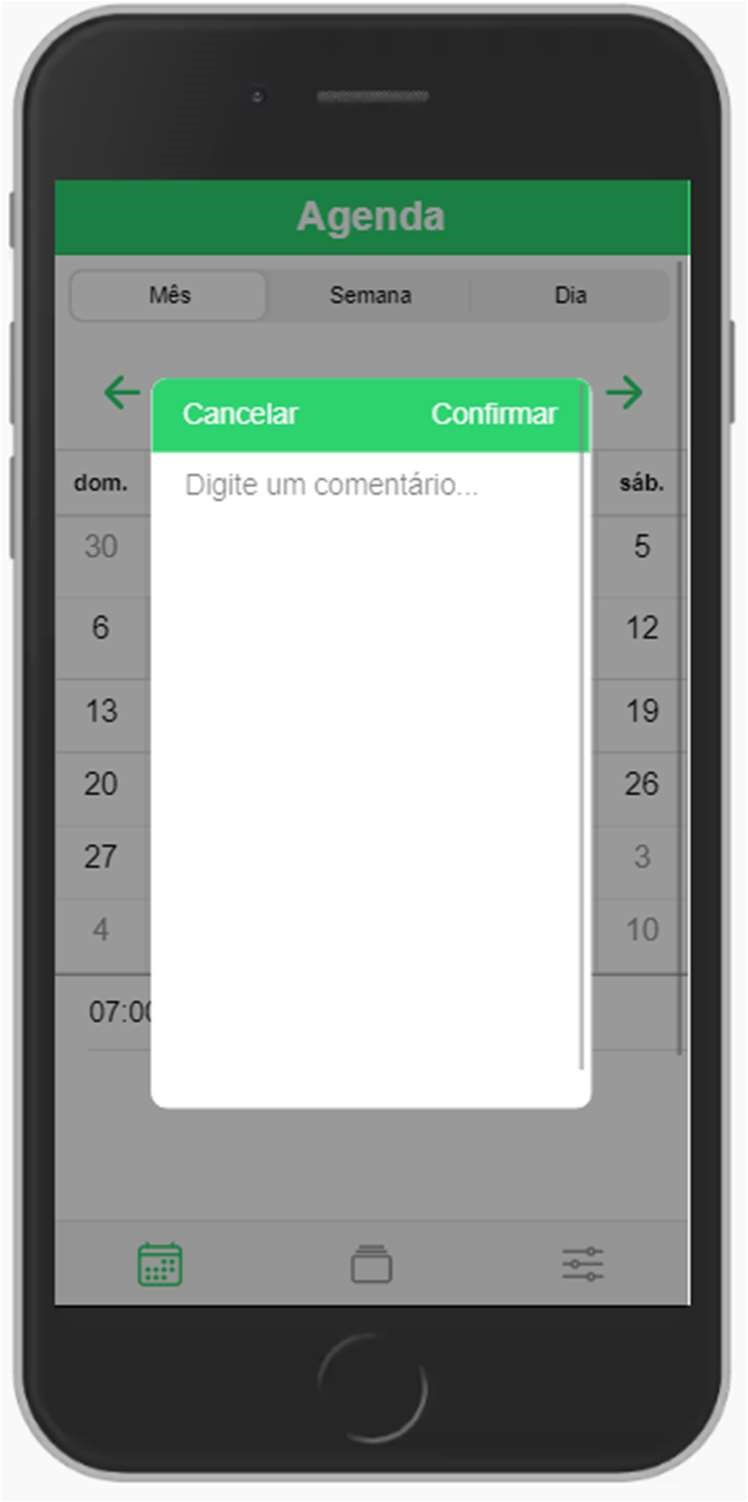 Agenda
Mês Semana Dia
Cancelar Confirmar
Digite um comentário...
dom. sáb.
30 5
6 12
13 19
20 26
27 3
4 10
07:00